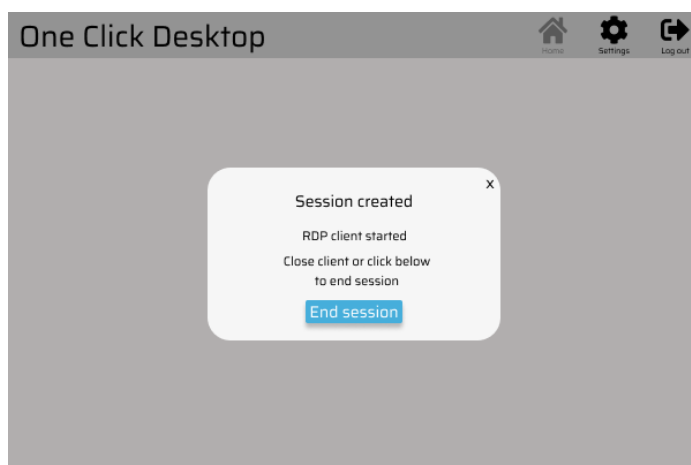 One Click Desktop
Home
Settings
Log out
x
Session created
RDP client started
Close client or click below
to end session
End session